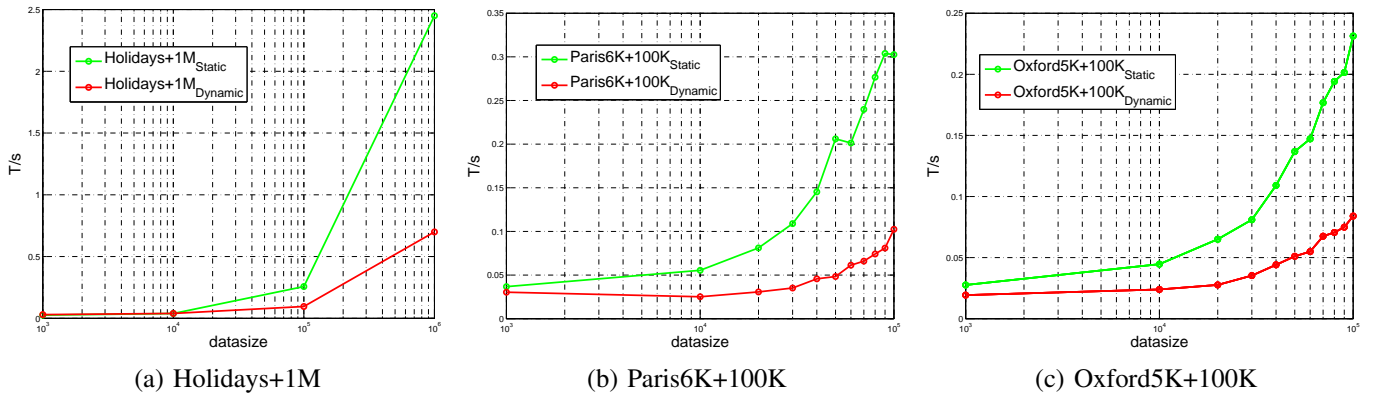 2.5
2
1.5
1
0.5
0
T/s
Holidays+1M_Static
Holidays+1M_Dynamic
10^3
10^4
10^5
10^6
datasize
(a) Holidays+1M
0.35
0.3
0.25
0.2
0.15
0.1
0.05
0
T/s
Paris6K+100K_Static
Paris6K+100K_Dynamic
10^3
10^4
10^5
datasize
(b) Paris6K+100K
0.25
0.2
0.15
0.1
0.05
0
T/s
Oxford5K+100K_Static
Oxford5K+100K_Dynamic
10^3
10^4
10^5
datasize
(c) Oxford5K+100K